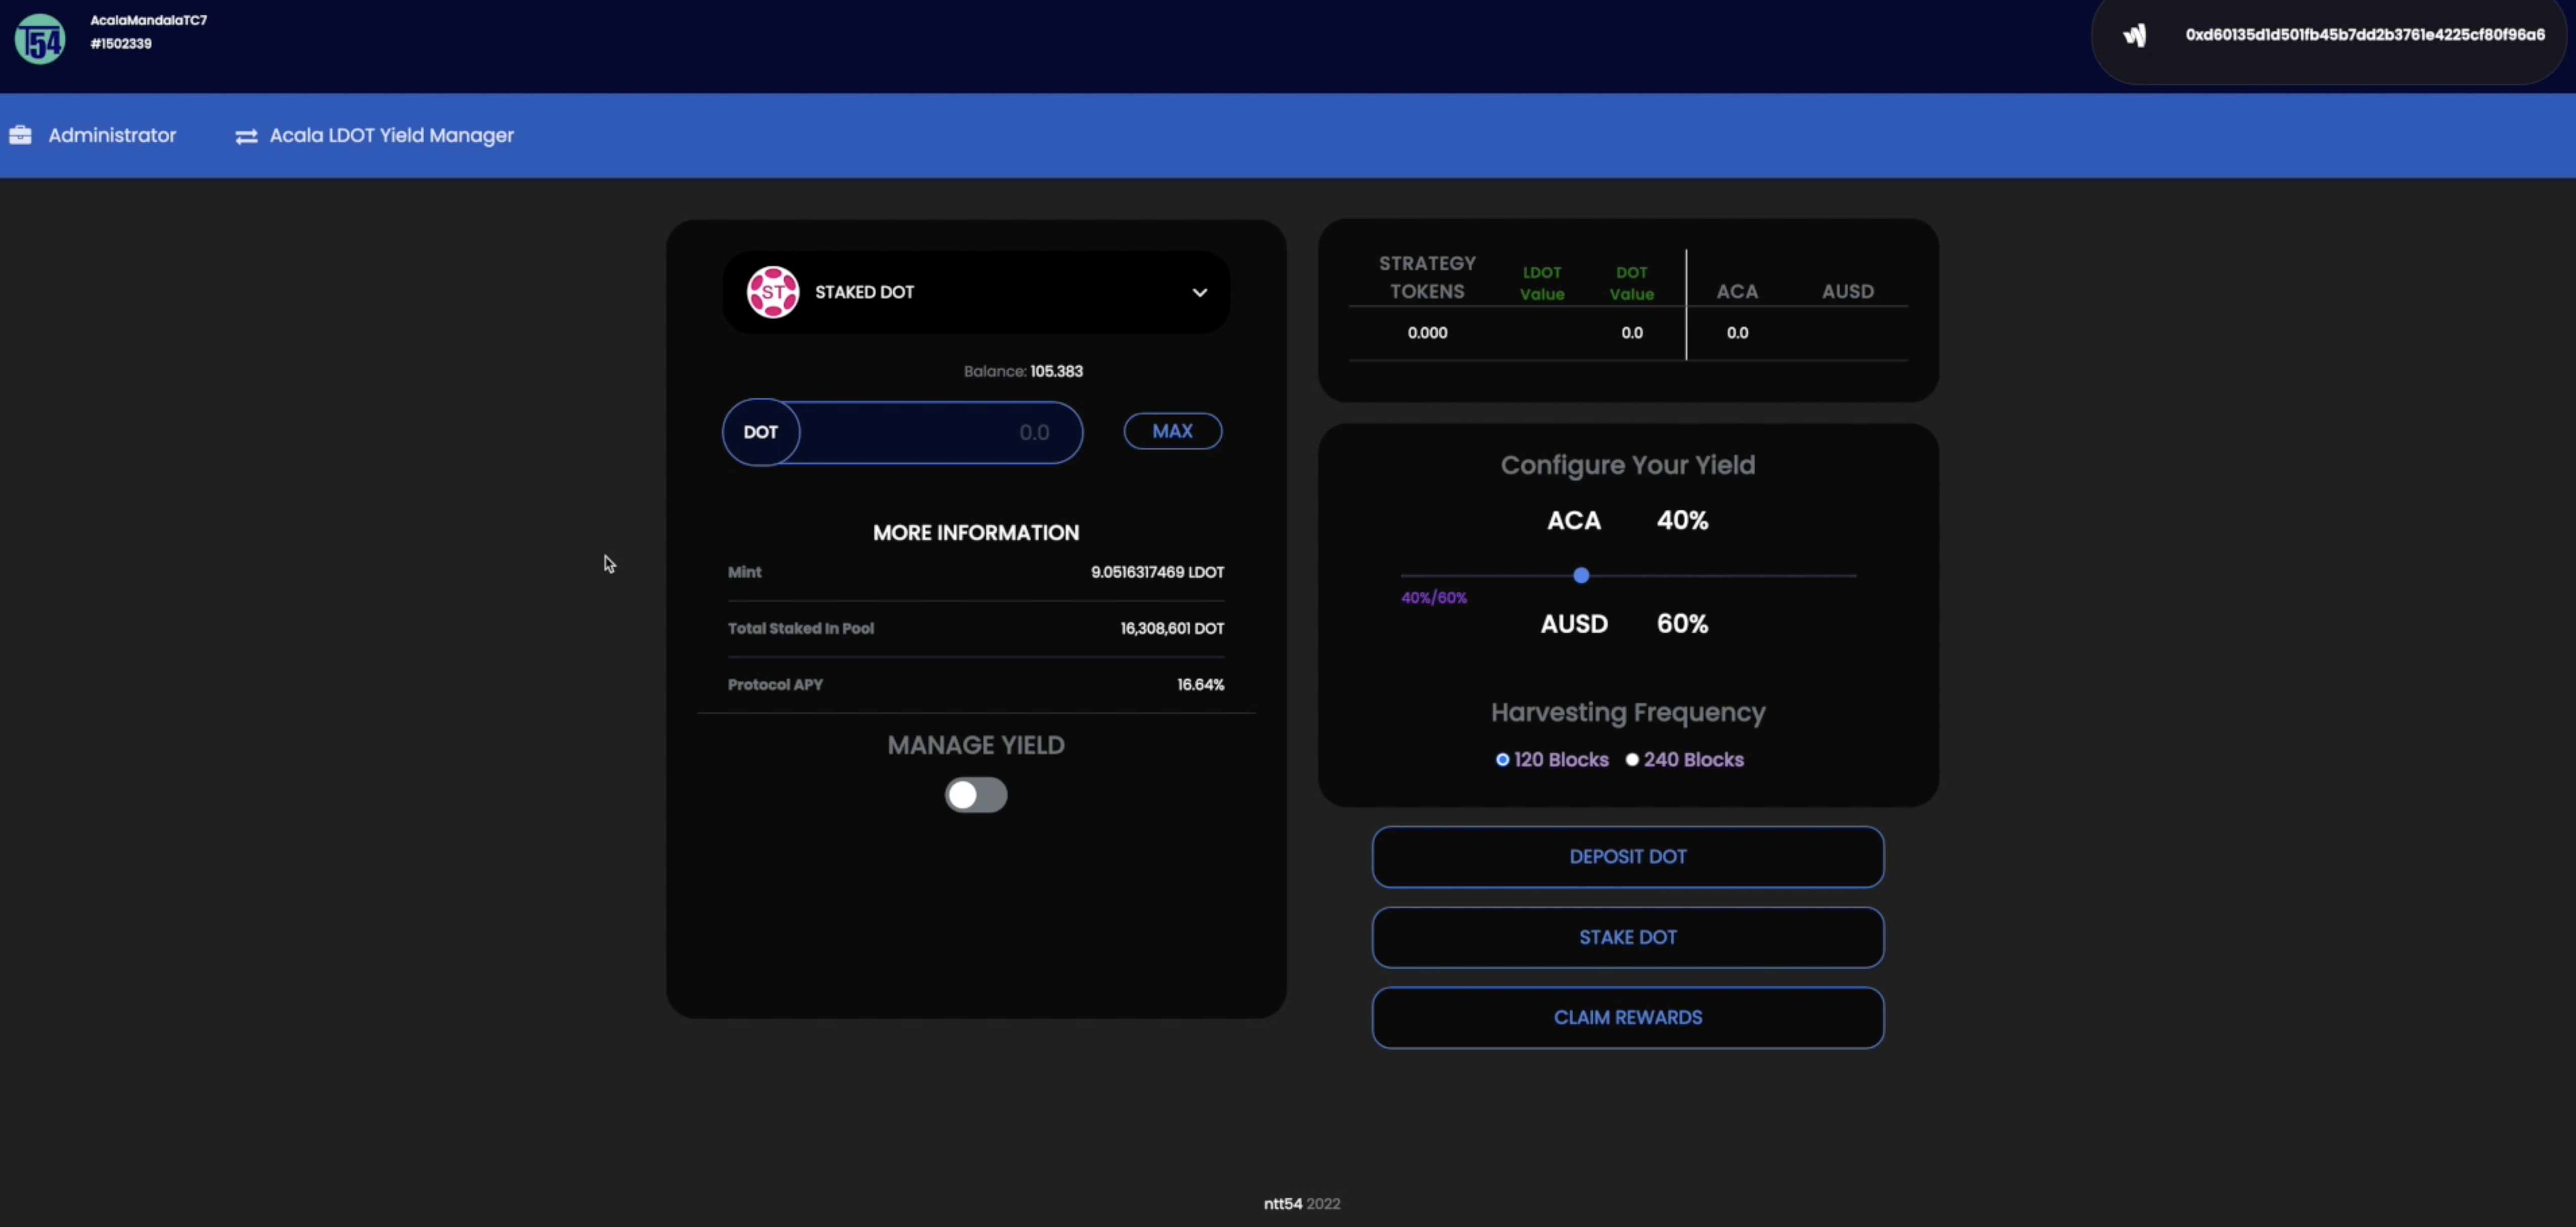 T54
AcalaMandalaTC7
#1502339
0xd60135d1d501fb45b7dd2b3761e4225cf80f96a6
Administrator
Acala LDOT Yield Manager
ST
STAKED DOT
Balance: 105.383
DOT
0.0
MAX
MORE INFORMATION
Mint 9.0516317469 LDOT
Total Staked In Pool 16,308,601 DOT
Protocol APY 16.64%
MANAGE YIELD
STRATEGY TOKENS LDOT Value DOT Value ACA AUSD
0.000 0.0 0.0
Configure Your Yield
ACA 40%
40%/60%
AUSD 60%
Harvesting Frequency
120 Blocks 240 Blocks
DEPOSIT DOT
STAKE DOT
CLAIM REWARDS
ntt54 2022